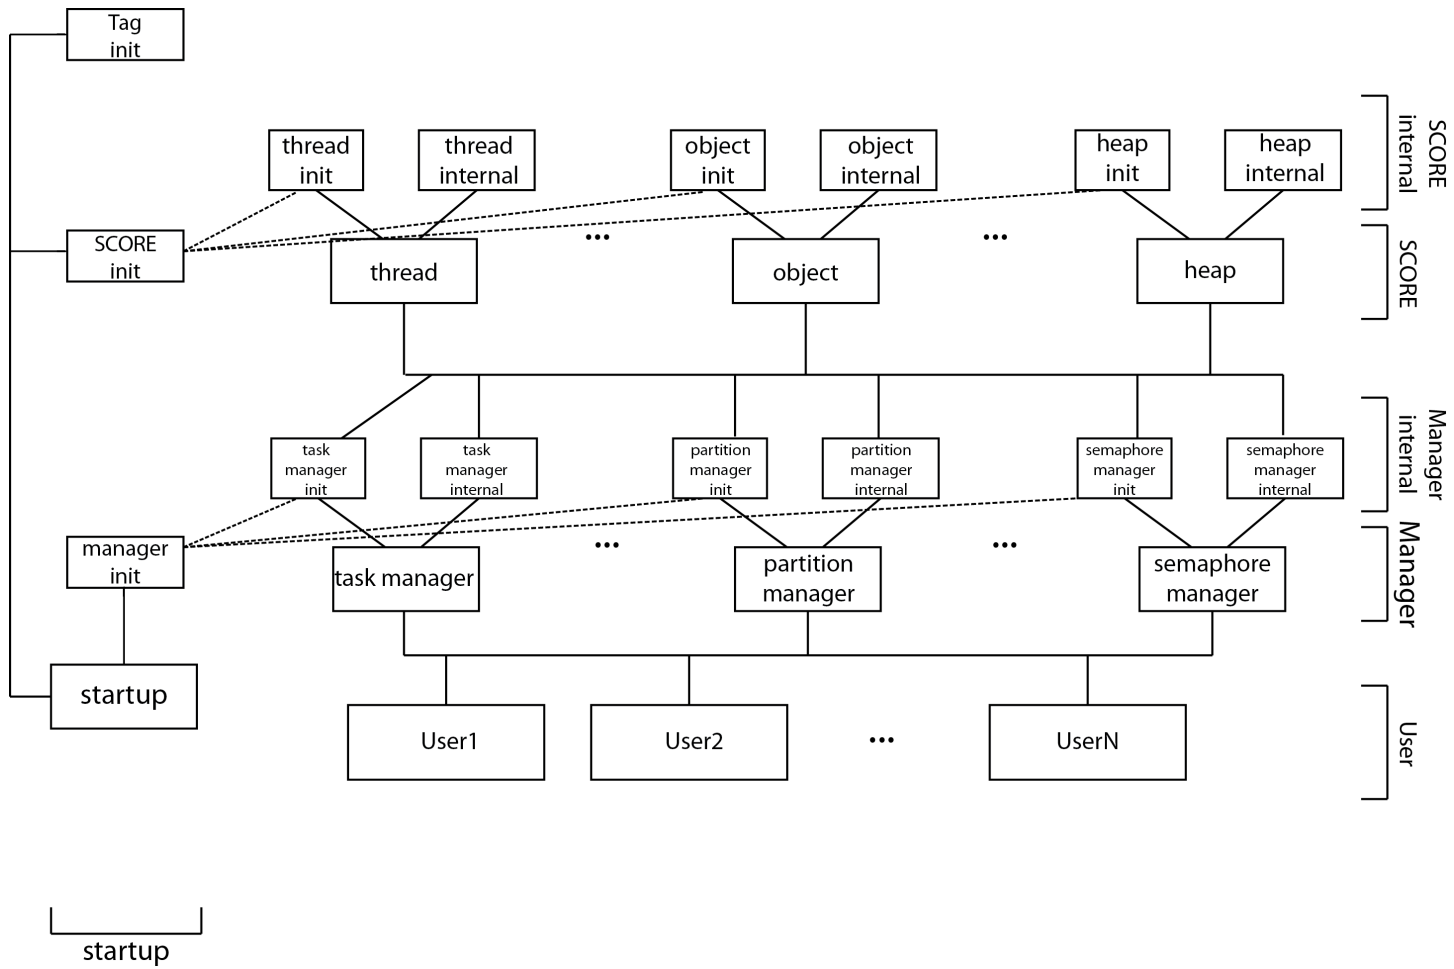 Tag
init
thread
init
thread
internal
object
init
object
internal
heap
init
heap
internal
SCORE
internal
SCORE
init
thread
...
object
...
heap
SCORE
task
manager
init
task
manager
internal
partition
manager
init
partition
manager
internal
semaphore
manager
init
semaphore
manager
internal
Manager
internal
manager
init
task manager
...
partition
manager
...
semaphore
manager
Manager
startup
User1
User2
...
UserN
User
startup